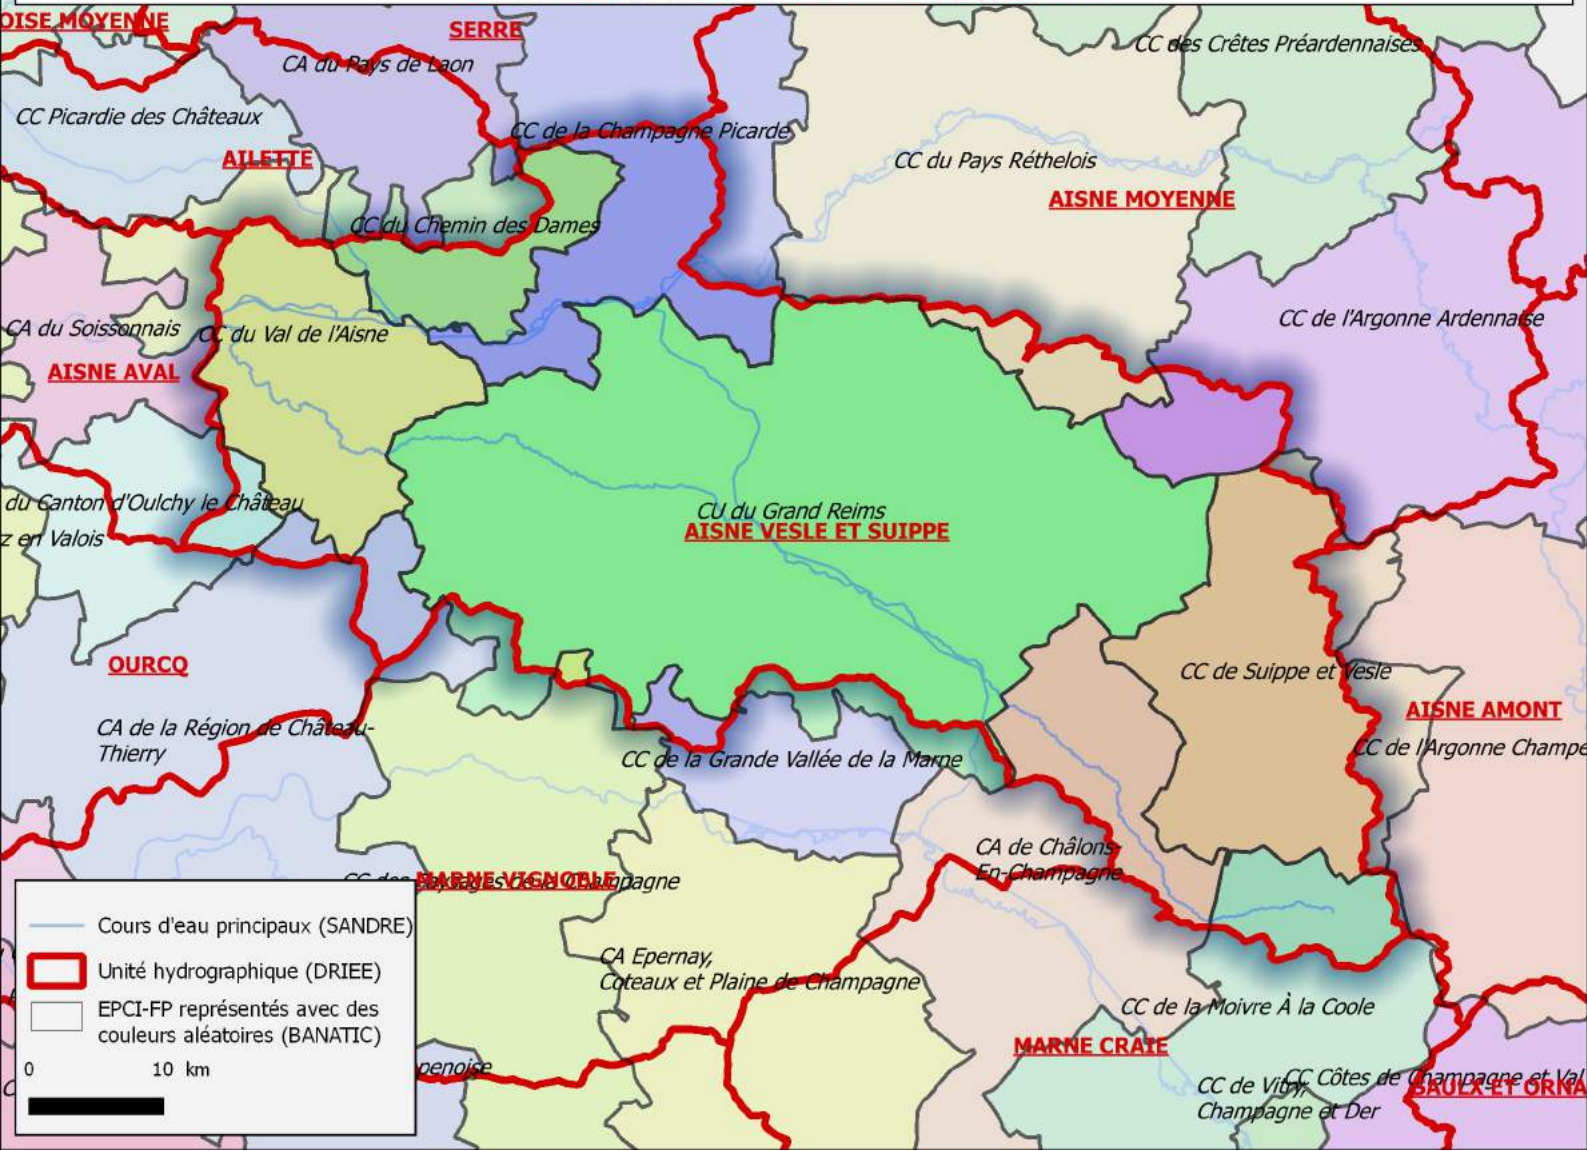 OISE MOYENNE
SERRE
CC des Crêtes Préardennaises
CA du Pays de Laon
CC Picardie des Châteaux
CC de la Champagne Picarde
AILETTE
CC du Pays Réthelois
AISNE MOYENNE
CC du Chemin des Dames
CA du Soissonnais
CC du Val de l'Aisne
CC de l'Argonne Ardennaise
AISNE AVAL
du Canton d'Oulchy le Château
CU du Grand Reims
AISNE VESLE ET SUIPPE
z en Valois
OURCQ
CC de Suippe et Vesle
AISNE AMONT
CA de la Région de Château-
Thierry
CC de l'Argonne Champe
CC de la Grande Vallée de la Marne
CA de Châlons-
En-Champagne
CC des Paysages de la Champagne
MARNE VIGNOBLE
CA Epernay,
Coteaux et Plaine de Champagne
CC de la Moivre À la Coole
MARNE CRAIE
penoise
CC Côtes de Champagne et Val
SAULX ET ORNA
CC de Vitry,
Champagne et Der
Cours d'eau principaux (SANDRE)
Unité hydrographique (DRIEE)
EPCI-FP représentés avec des
couleurs aléatoires (BANATIC)
0 10 km